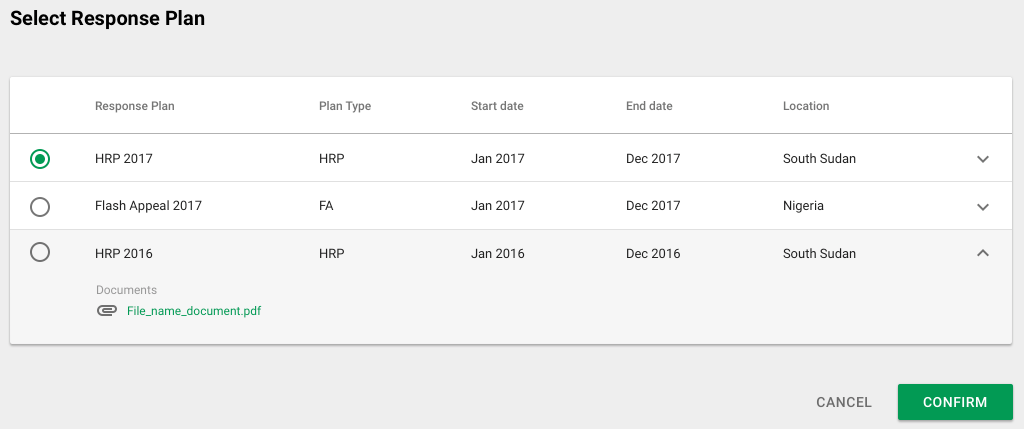 Select Response Plan
Response Plan Plan Type Start date End date Location
HRP 2017 HRP Jan 2017 Dec 2017 South Sudan
Flash Appeal 2017 FA Jan 2017 Dec 2017 Nigeria
HRP 2016 HRP Jan 2016 Dec 2016 South Sudan
Documents
File_name_document.pdf
CANCEL CONFIRM